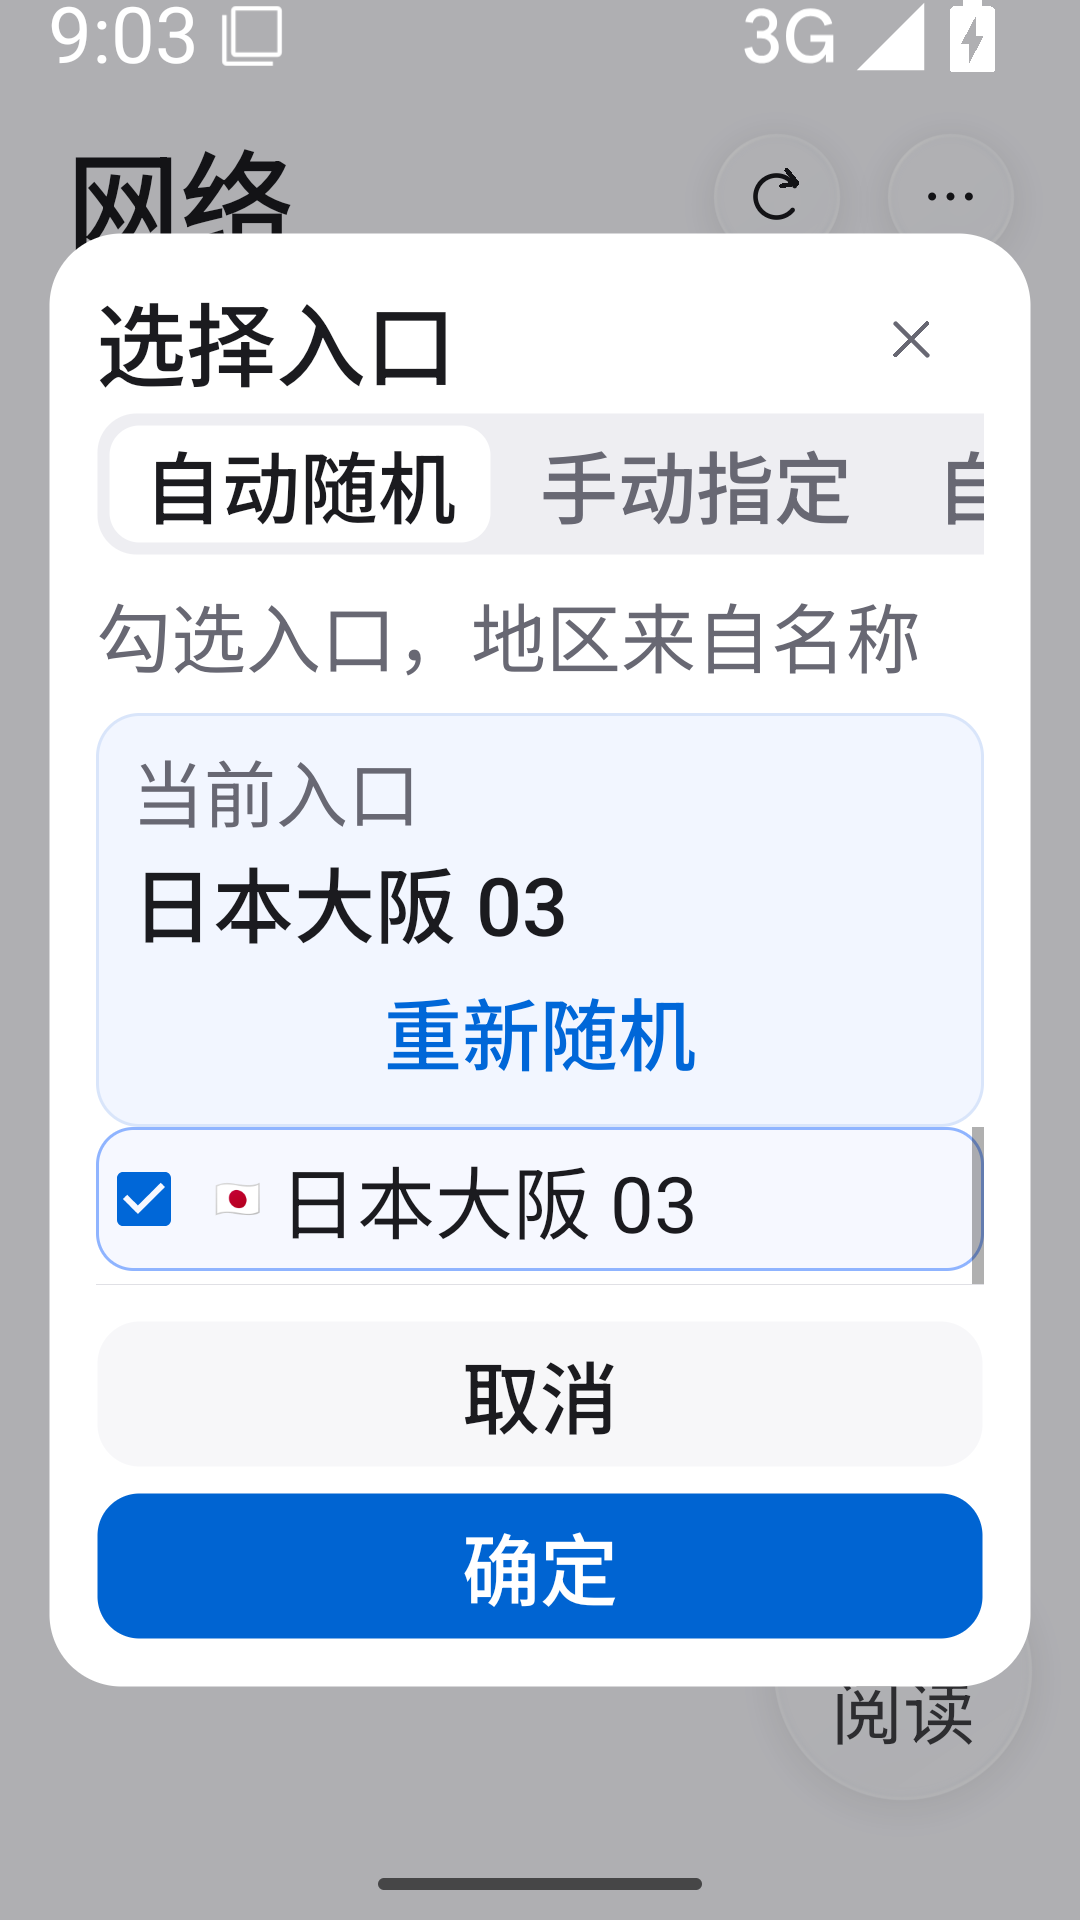 9:03
3G
网络
选择入口
自动随机
手动指定
自
勾选入口，地区来自名称
当前入口
日本大阪 03
重新随机
日本大阪 03
取消
确定
阅读